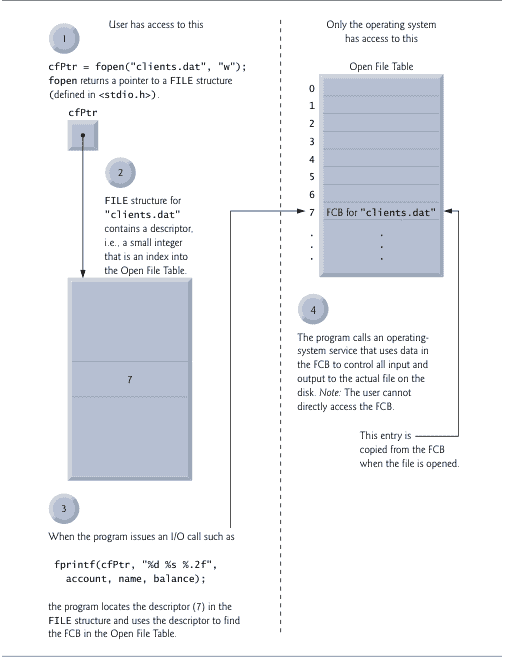 User has access to this
1
cfPtr = fopen("clients.dat", "w");
fopen returns a pointer to a FILE structure
(defined in <stdio.h>).
cfPtr
2
FILE structure for
"clients.dat"
contains a descriptor,
i.e., a small integer
that is an index into
the Open File Table.
7
3
When the program issues an I/O call such as
fprintf(cfPtr, "%d %s %.2f",
account, name, balance);
the program locates the descriptor (7) in the
FILE structure and uses the descriptor to find
the FCB in the Open File Table.
Only the operating system
has access to this
Open File Table
0
1
2
3
4
5
6
7 FCB for "clients.dat"
. .
. .
. .
4
The program calls an operating-
system service that uses data in
the FCB to control all input and
output to the actual file on the
disk. Note: The user cannot
directly access the FCB.
This entry is
copied from the FCB
when the file is opened.